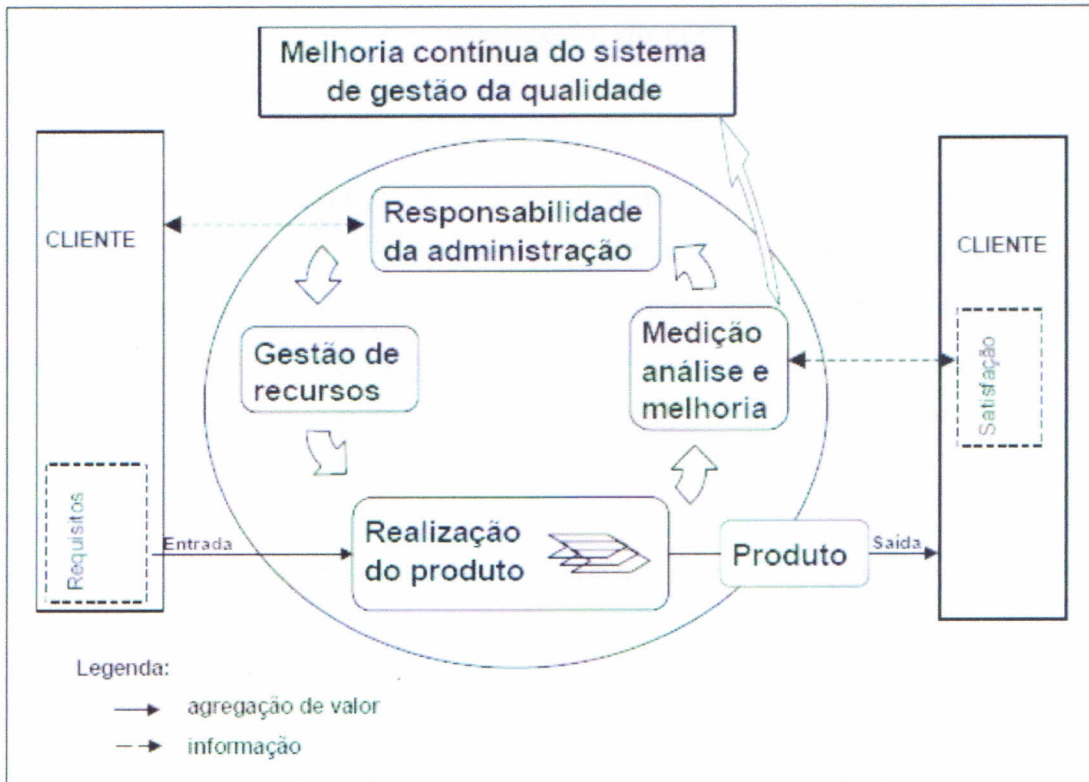 Melhoria contínua do sistema
de gestão da qualidade
CLIENTE
Responsabilidade
da administração
CLIENTE
Gestão de
recursos
Medição
análise e
melhoria
Satisfação
Requisitos
Entrada
Realização
do produto
Produto
Saída
Legenda:
agregação de valor
informação